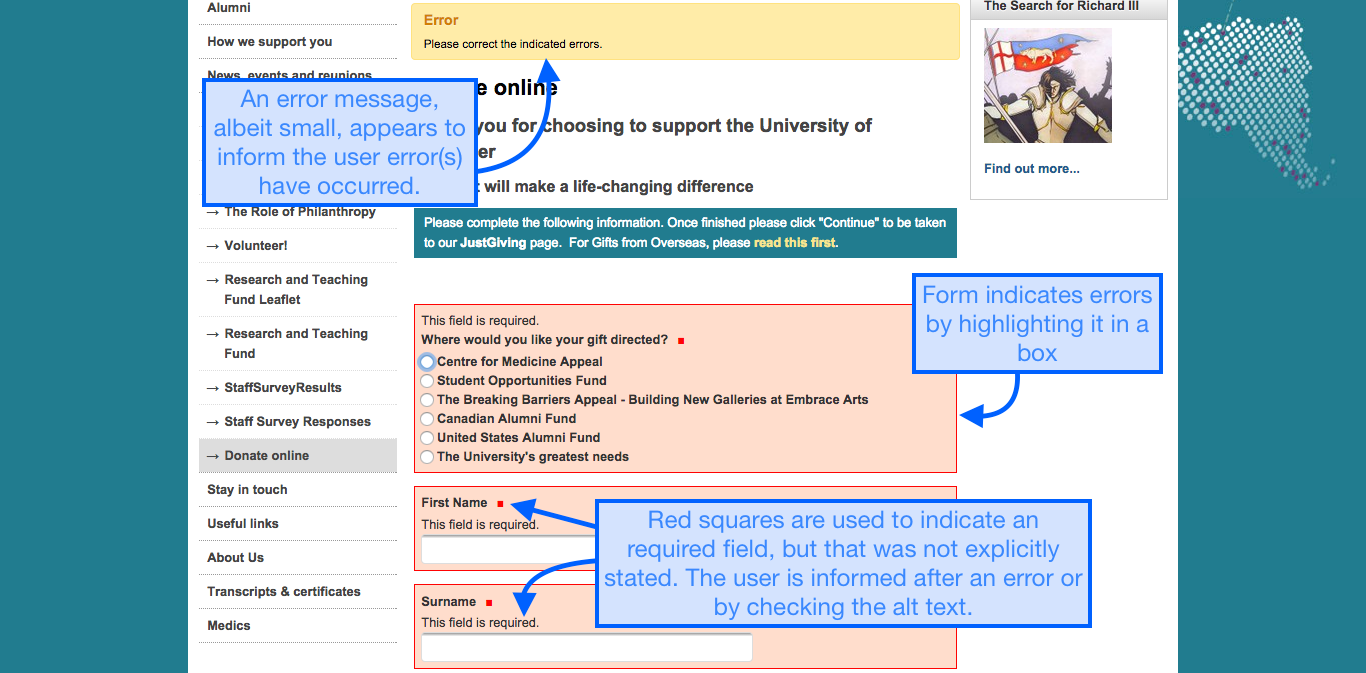 Alumni
How we support you
News, events and reunions
→ The Role of Philanthropy
→ Volunteer!
→ Research and Teaching
Fund Leaflet
→ Research and Teaching
Fund
→ StaffSurveyResults
→ Staff Survey Responses
→ Donate online
Stay in touch
Useful links
About Us
Transcripts & certificates
Medics
An error message,
albeit small, appears to
inform the user error(s)
have occurred.
Error
Please correct the indicated errors.
online
you for choosing to support the University of
will make a life-changing difference
Please complete the following information. Once finished please click "Continue" to be taken
to our JustGiving page. For Gifts from Overseas, please read this first.
This field is required.
Where would you like your gift directed?
Centre for Medicine Appeal
Student Opportunities Fund
The Breaking Barriers Appeal - Building New Galleries at Embrace Arts
Canadian Alumni Fund
United States Alumni Fund
The University's greatest needs
First Name
This field is required.
Surname
This field is required.
Form indicates errors
by highlighting it in a
box
Red squares are used to indicate an
required field, but that was not explicitly
stated. The user is informed after an error or
by checking the alt text.
The Search for Richard III
Find out more...